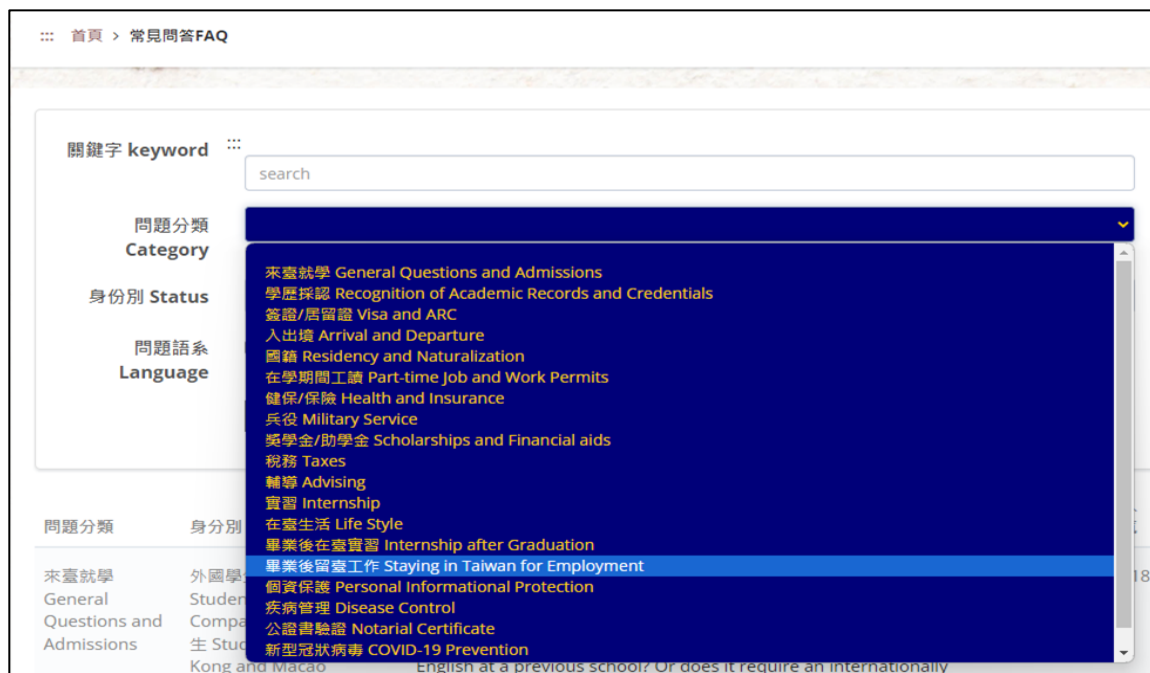 ::: 首頁 > 常見問答FAQ
關鍵字 keyword :::
search
問題分類
Category
身份別 Status
問題語系
Language
來臺就學 General Questions and Admissions
學歷採認 Recognition of Academic Records and Credentials
簽證/居留證 Visa and ARC
入出境 Arrival and Departure
國籍 Residency and Naturalization
在學期間工讀 Part-time Job and Work Permits
健保/保險 Health and Insurance
兵役 Military Service
獎學金/助學金 Scholarships and Financial aids
稅務 Taxes
輔導 Advising
實習 Internship
在臺生活 Life Style
畢業後在臺實習 Internship after Graduation
畢業後留臺工作 Staying in Taiwan for Employment
個資保護 Personal Informational Protection
疾病管理 Disease Control
公證書驗證 Notarial Certificate
新型冠狀病毒 COVID-19 Prevention
問題分類 身分別
來臺就學 外國學 18
General Studen
Questions and Compa
Admissions 生 Stud
Kong and Macao English at a previous school? Or does it require an internationally